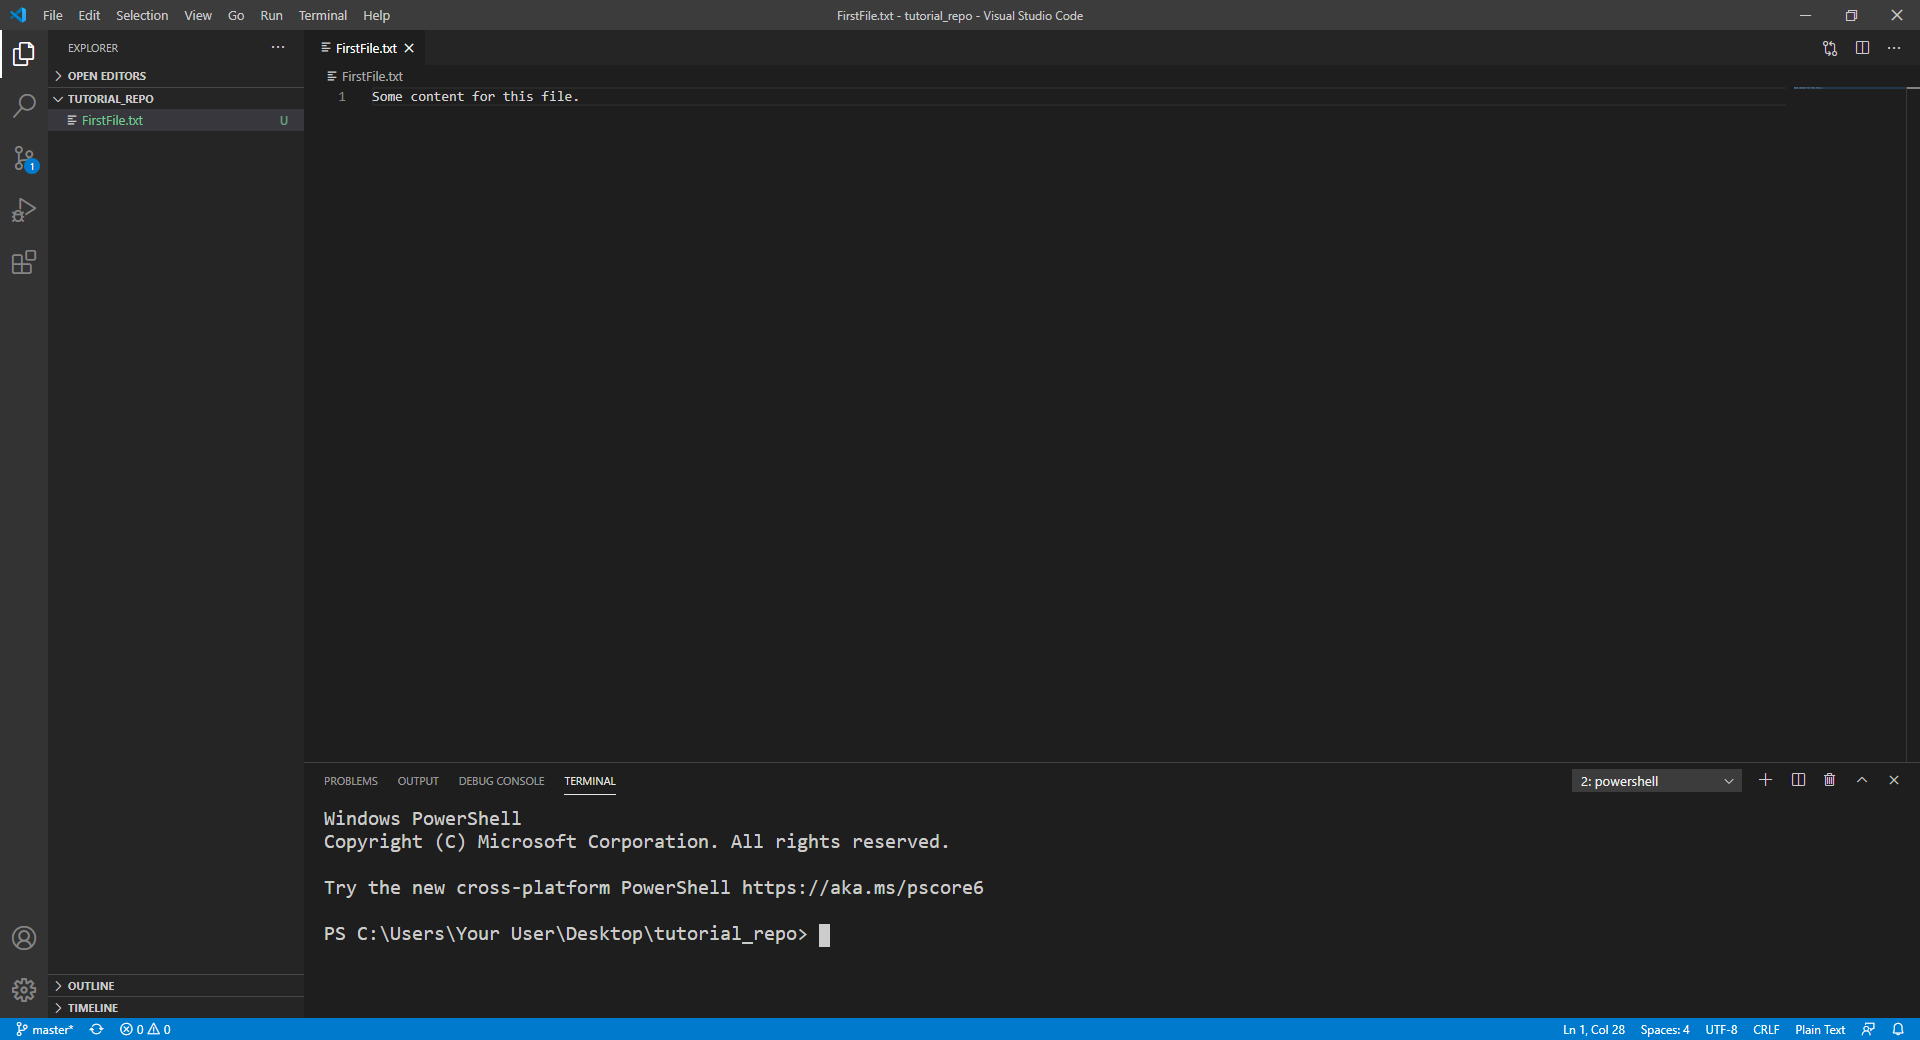 File Edit Selection View Go Run Terminal Help
FirstFile.txt - tutorial_repo - Visual Studio Code
EXPLORER
OPEN EDITORS
TUTORIAL_REPO
FirstFile.txt U
1
FirstFile.txt
FirstFile.txt
1 Some content for this file.
PROBLEMS OUTPUT DEBUG CONSOLE TERMINAL
2: powershell
Windows PowerShell
Copyright (C) Microsoft Corporation. All rights reserved.
Try the new cross-platform PowerShell https://aka.ms/pscore6
PS C:\Users\Your User\Desktop\tutorial_repo>
OUTLINE
TIMELINE
master* 0 0
Ln 1, Col 28 Spaces: 4 UTF-8 CRLF Plain Text